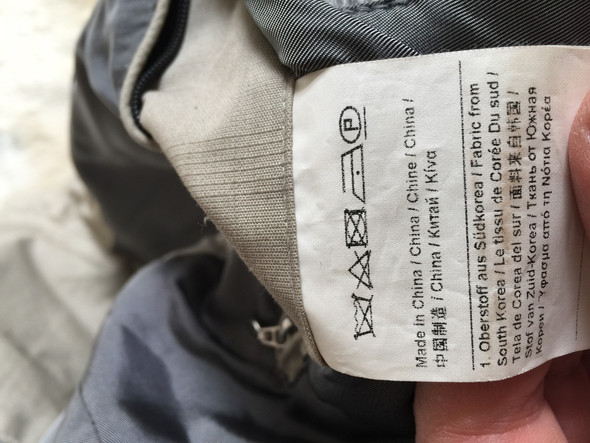 P
Made in China / China / Chine / China /
中國制造 / China / Китай / Κίνα
1. Oberstoff aus Südkorea / Fabric from
South Korea / Le tissu de Corée Du sud /
Tela de Corea del sur / 面料来自韩国 /
Stof van Zuid-Korea / Ткань от Южная
Кореи / Ύφασμα από τη Νότια Κορέα